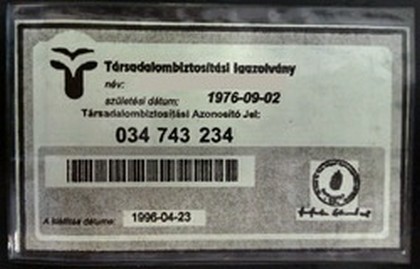 Társadalombiztosítási Igazolvány
név:
születési dátum: 1976-09-02
Társadalombiztosítási Azonosító Jel:
034 743 234
A kiállítás dátuma: 1996-04-23